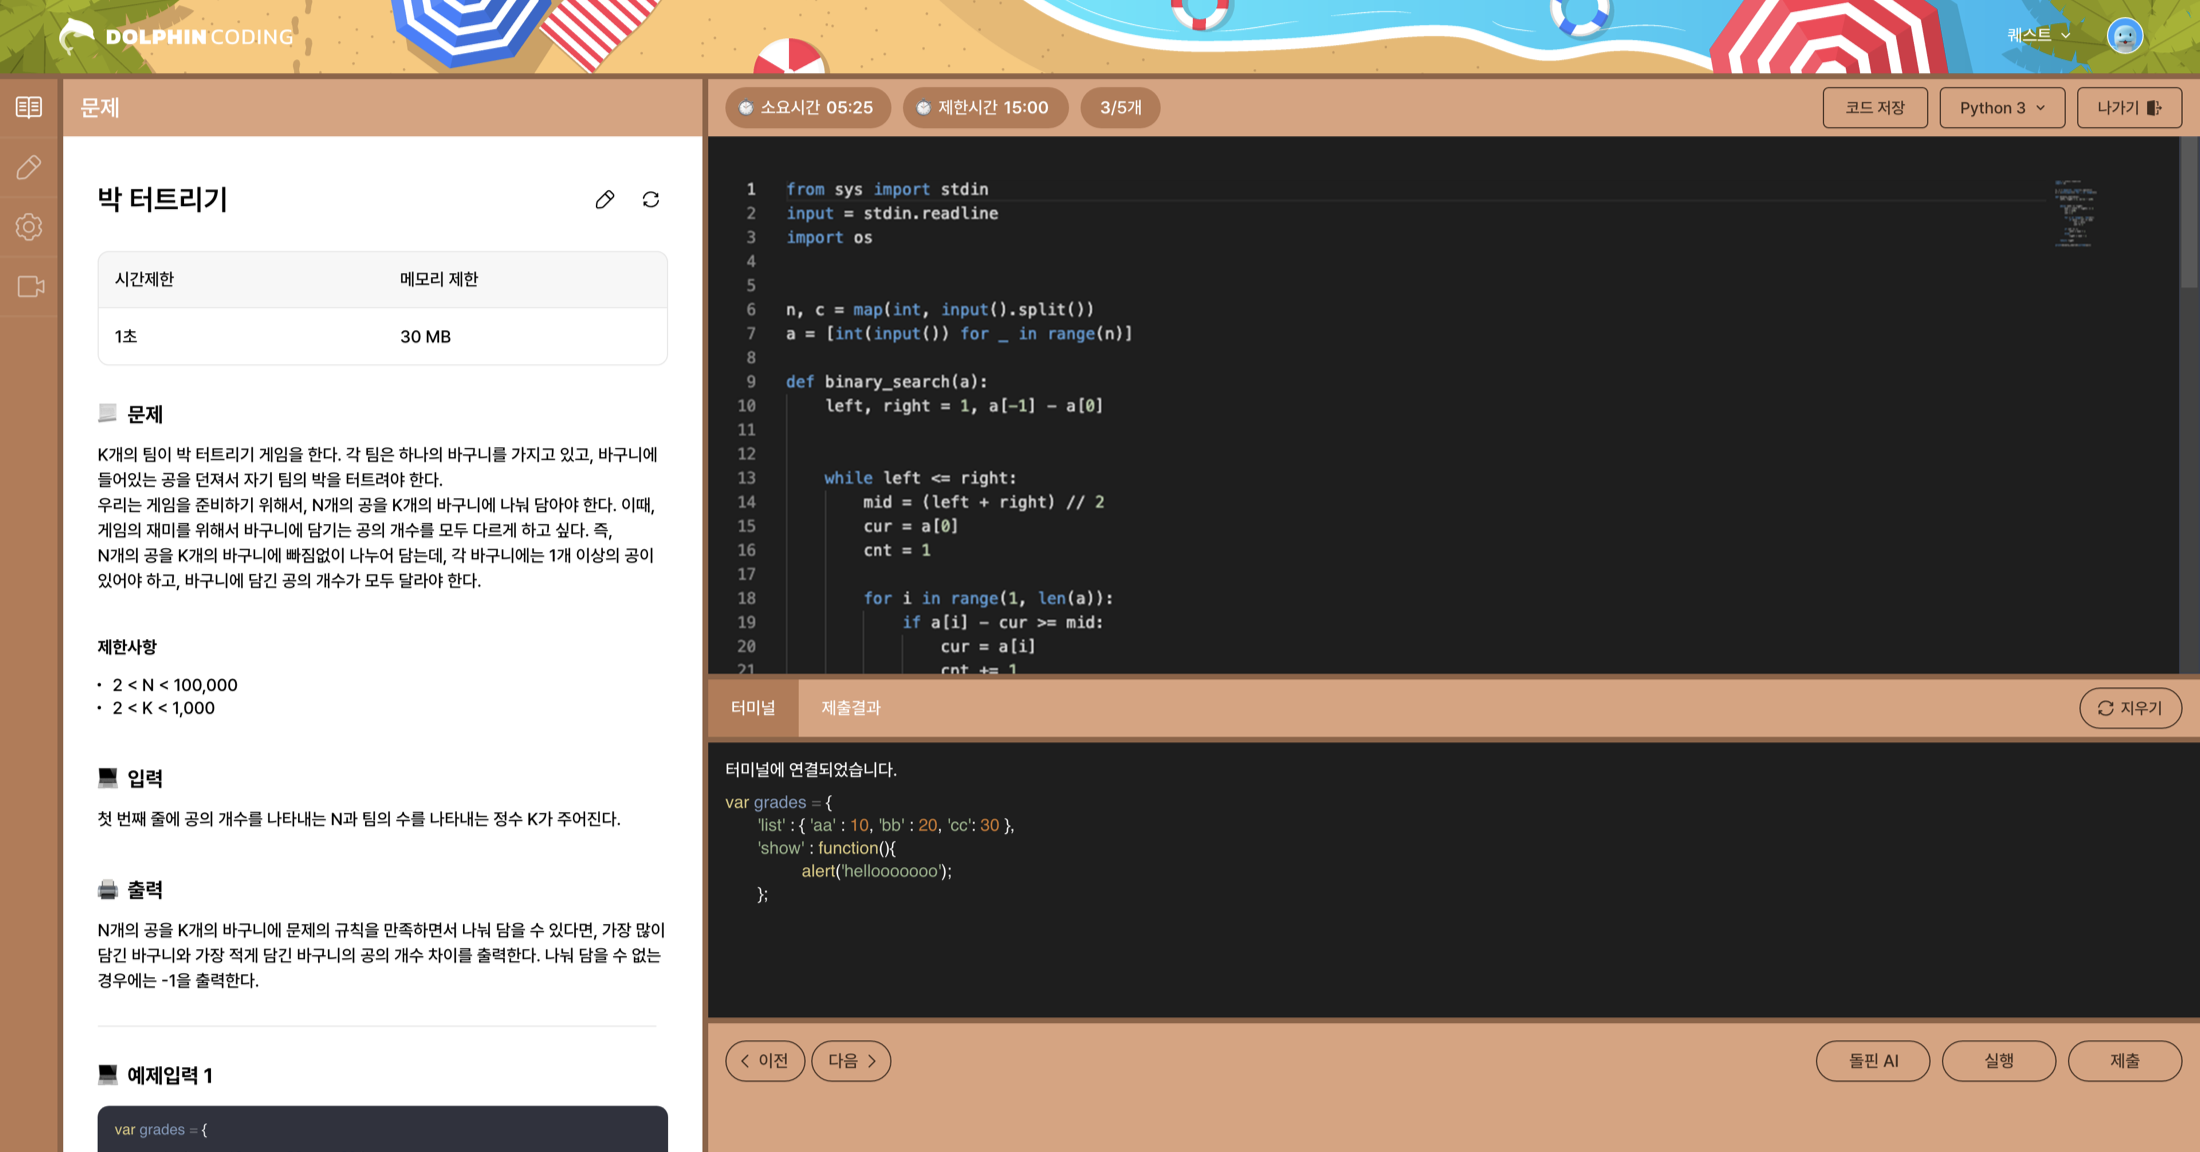 DOLPHIN CODING
퀘스트
문제
소요시간 05:25
제한시간 15:00
3/5개
코드 저장
Python 3
나가기
박 터트리기
시간제한 메모리 제한
1초 30 MB
문제
K개의 팀이 박 터트리기 게임을 한다. 각 팀은 하나의 바구니를 가지고 있고, 바구니에
들어있는 공을 던져서 자기 팀의 박을 터트려야 한다.
우리는 게임을 준비하기 위해서, N개의 공을 K개의 바구니에 나눠 담아야 한다. 이때,
게임의 재미를 위해서 바구니에 담기는 공의 개수를 모두 다르게 하고 싶다. 즉,
N개의 공을 K개의 바구니에 빠짐없이 나누어 담는데, 각 바구니에는 1개 이상의 공이
있어야 하고, 바구니에 담긴 공의 개수가 모두 달라야 한다.
제한사항
• 2 < N < 100,000
• 2 < K < 1,000
입력
첫 번째 줄에 공의 개수를 나타내는 N과 팀의 수를 나타내는 정수 K가 주어진다.
출력
N개의 공을 K개의 바구니에 문제의 규칙을 만족하면서 나눠 담을 수 있다면, 가장 많이
담긴 바구니와 가장 적게 담긴 바구니의 공의 개수 차이를 출력한다. 나눠 담을 수 없는
경우에는 -1을 출력한다.
예제입력 1
var grades = {
1 from sys import stdin
2 input = stdin.readline
3 import os
4
5
6 n, c = map(int, input().split())
7 a = [int(input()) for _ in range(n)]
8
9 def binary_search(a):
10 left, right = 1, a[-1] - a[0]
11
12
13 while left <= right:
14 mid = (left + right) // 2
15 cur = a[0]
16 cnt = 1
17
18 for i in range(1, len(a)):
19 if a[i] - cur >= mid:
20 cur = a[i]
21 cnt += 1
터미널
제출결과
지우기
터미널에 연결되었습니다.
var grades = {
'list' : { 'aa' : 10, 'bb' : 20, 'cc': 30 },
'show' : function(){
alert('hellooooooo');
};
이전
다음
돌핀 AI
실행
제출